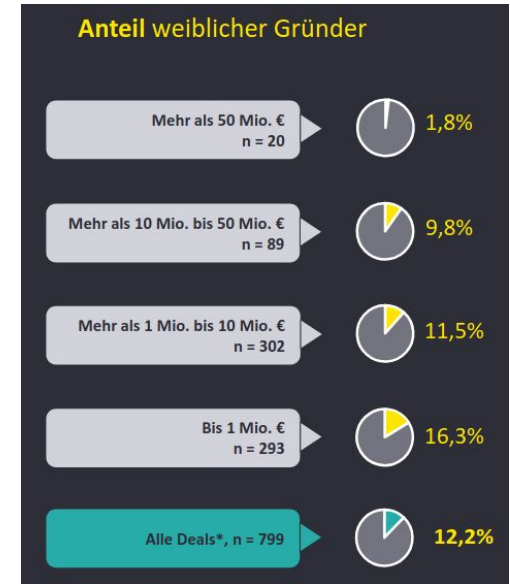 Anteil weiblicher Gründer
Mehr als 50 Mio. €
n = 20
1,8%
Mehr als 10 Mio. bis 50 Mio. €
n = 89
9,8%
Mehr als 1 Mio. bis 10 Mio. €
n = 302
11,5%
Bis 1 Mio. €
n = 293
16,3%
Alle Deals*, n = 799
12,2%